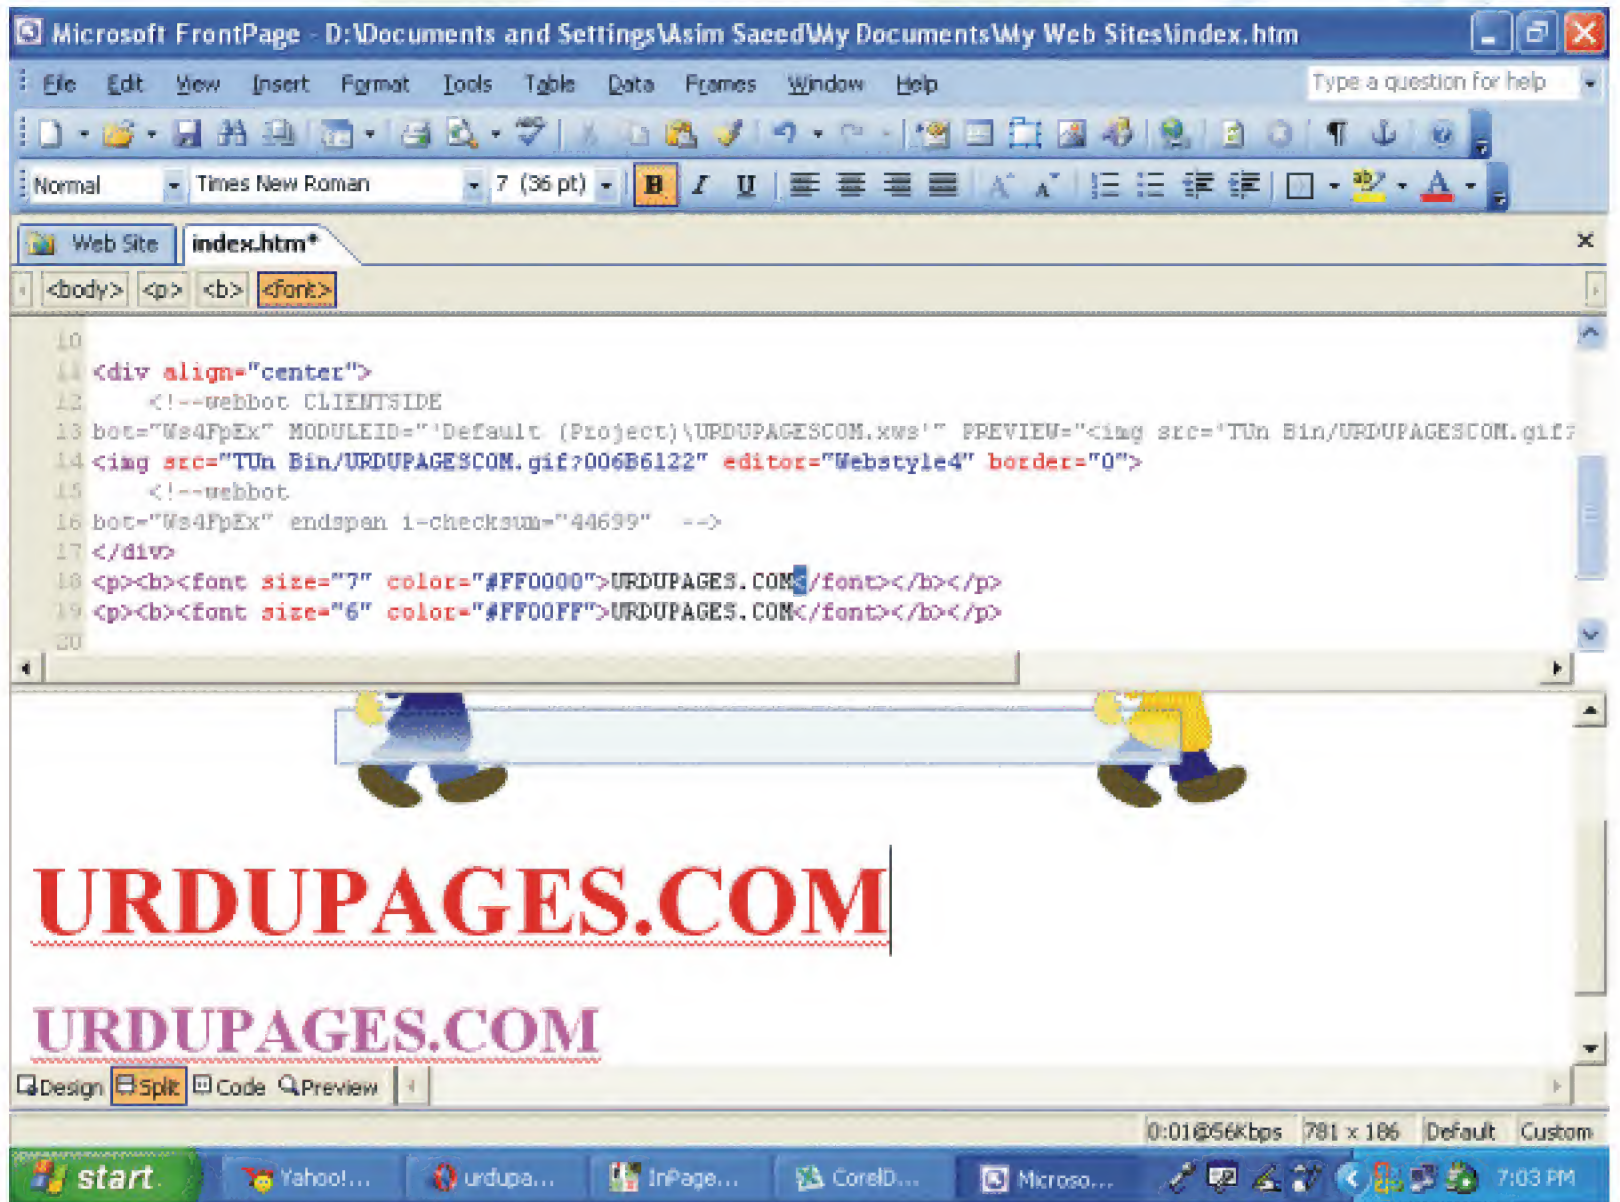 Microsoft FrontPage - D:\Documents and Settings\Asim Saeed\My Documents\My Web Sites\index.htm
File Edit View Insert Format Tools Table Data Frames Window Help Type a question for help
Normal Times New Roman 7 (36 pt) B I U A A ab A
Web Site index.htm*
<body> <p> <b> <font>
10
11 <div align="center">
12 <!--webbot CLIENTSIDE
13 bot="Ws4FpEx" MODULEID="'Default (Project)\URDUPAGESCOM.xws'" PREVIEW="<img src='TUn Bin/URDUPAGESCOM.gif?
14 <img src="TUn Bin/URDUPAGESCOM.gif?006B6122" editor="Webstyle4" border="0">
15 <!--webbot
16 bot="Ws4FpEx" endspan i-checksum="44699" -->
17 </div>
18 <p><b><font size="7" color="#FF0000">URDUPAGES.COM</font></b></p>
19 <p><b><font size="6" color="#FF00FF">URDUPAGES.COM</font></b></p>
20
URDUPAGES.COM
URDUPAGES.COM
Design Split Code Preview
0:01@56Kbps 781 x 186 Default Custom
start Yahoo!... urdupa... InPage... CorelD... Microso... 7:03 PM